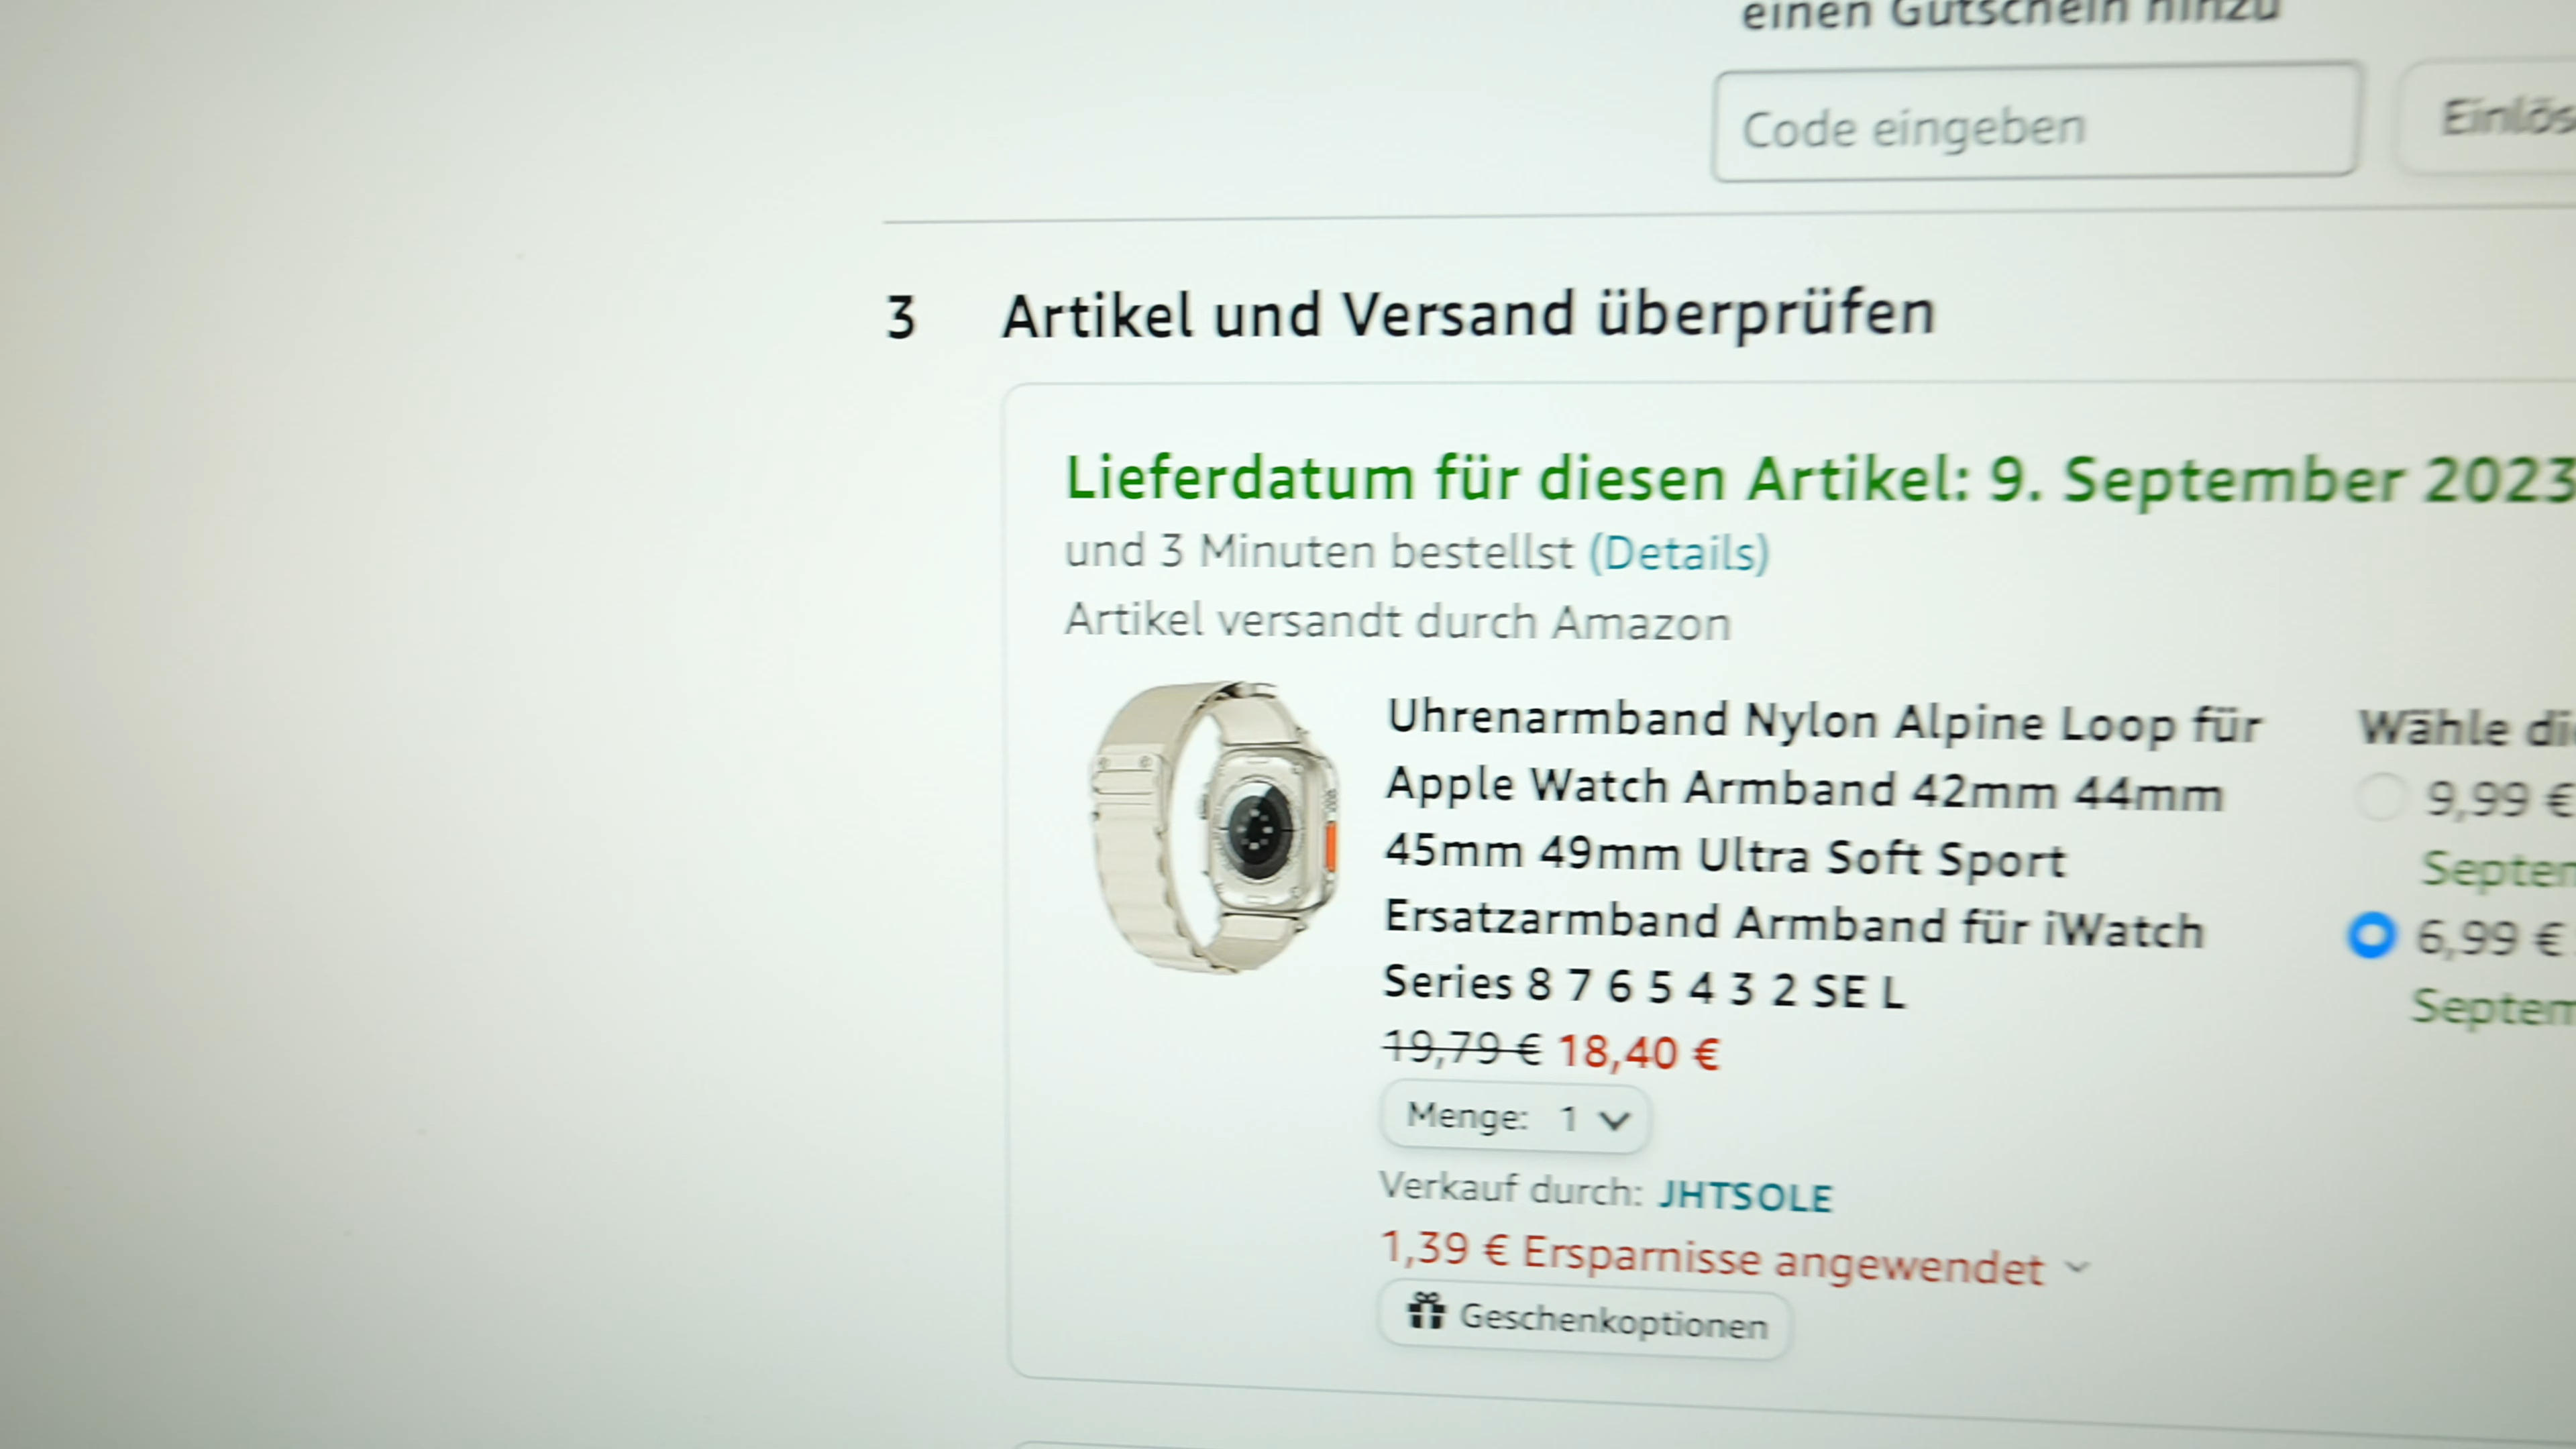 einen Gutschein hinzu
Code eingeben
3 Artikel und Versand überprüfen
Lieferdatum für diesen Artikel: 9. September 2023
und 3 Minuten bestellst (Details)
Artikel versandt durch Amazon
Uhrenarmband Nylon Alpine Loop für
Apple Watch Armband 42mm 44mm
45mm 49mm Ultra Soft Sport
Ersatzarmband Armband für iWatch
Series 8 7 6 5 4 3 2 SE L
19,79 € 18,40 €
Menge: 1
Verkauf durch: JHTSOLE
1,39 € Ersparnisse angewendet
Geschenkoptionen
Wähle
9,99 €
6,99 €